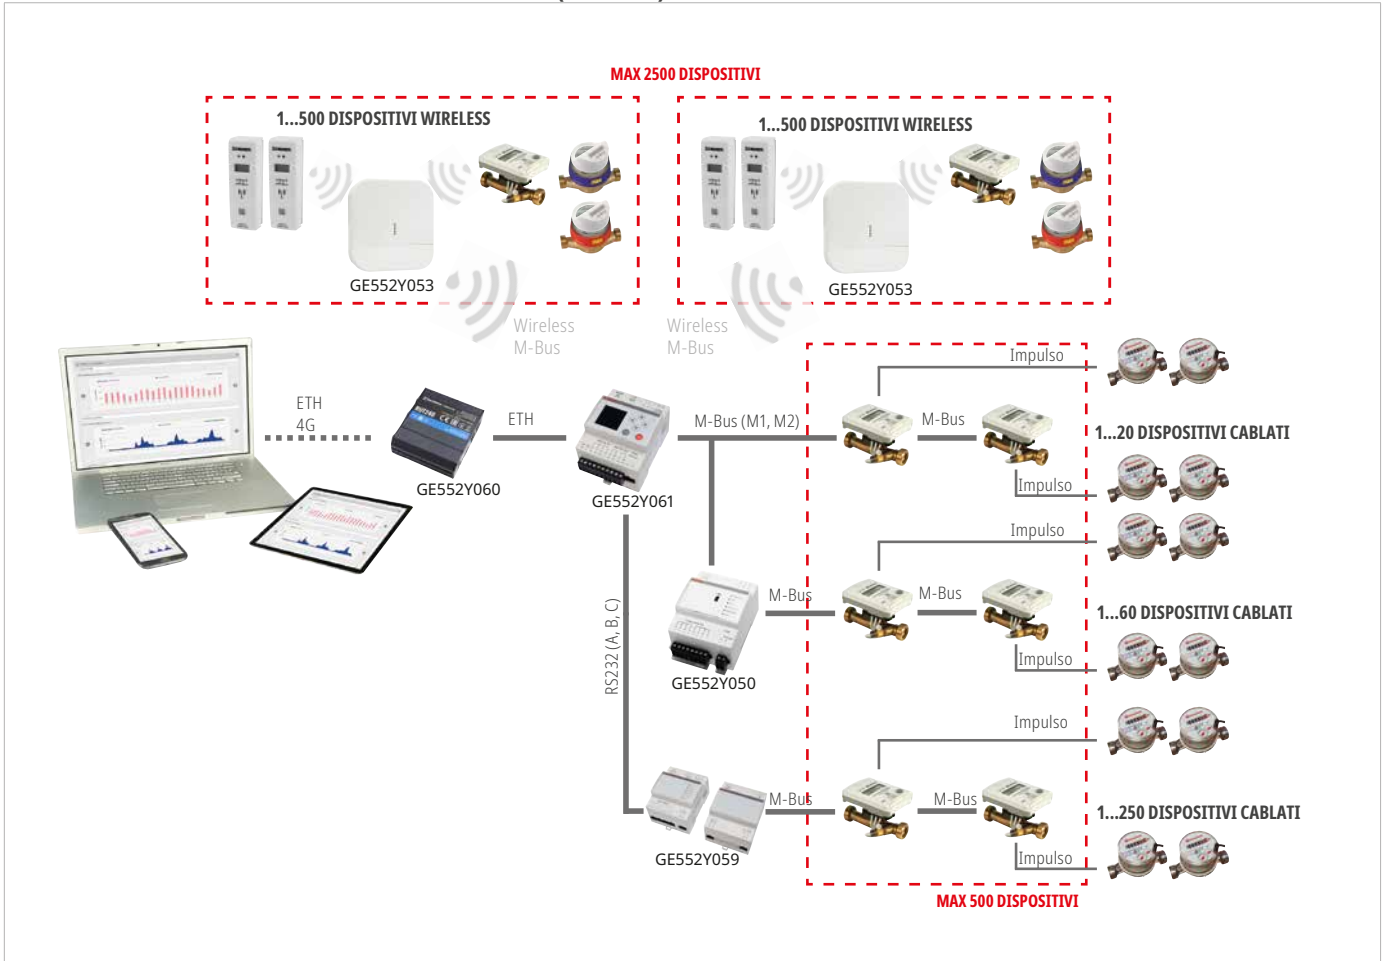 MAX 2500 DISPOSITIVI
1...500 DISPOSITIVI WIRELESS
1...500 DISPOSITIVI WIRELESS
GE552Y053
GE552Y053
Wireless
M-Bus
Wireless
M-Bus
Impulso
ETH
4G
ETH
M-Bus (M1, M2)
M-Bus
1...20 DISPOSITIVI CABLATI
GE552Y060
GE552Y061
Impulso
Impulso
M-Bus
M-Bus
1...60 DISPOSITIVI CABLATI
RS232 (A, B, C)
GE552Y050
Impulso
Impulso
M-Bus
M-Bus
1...250 DISPOSITIVI CABLATI
GE552Y059
Impulso
MAX 500 DISPOSITIVI